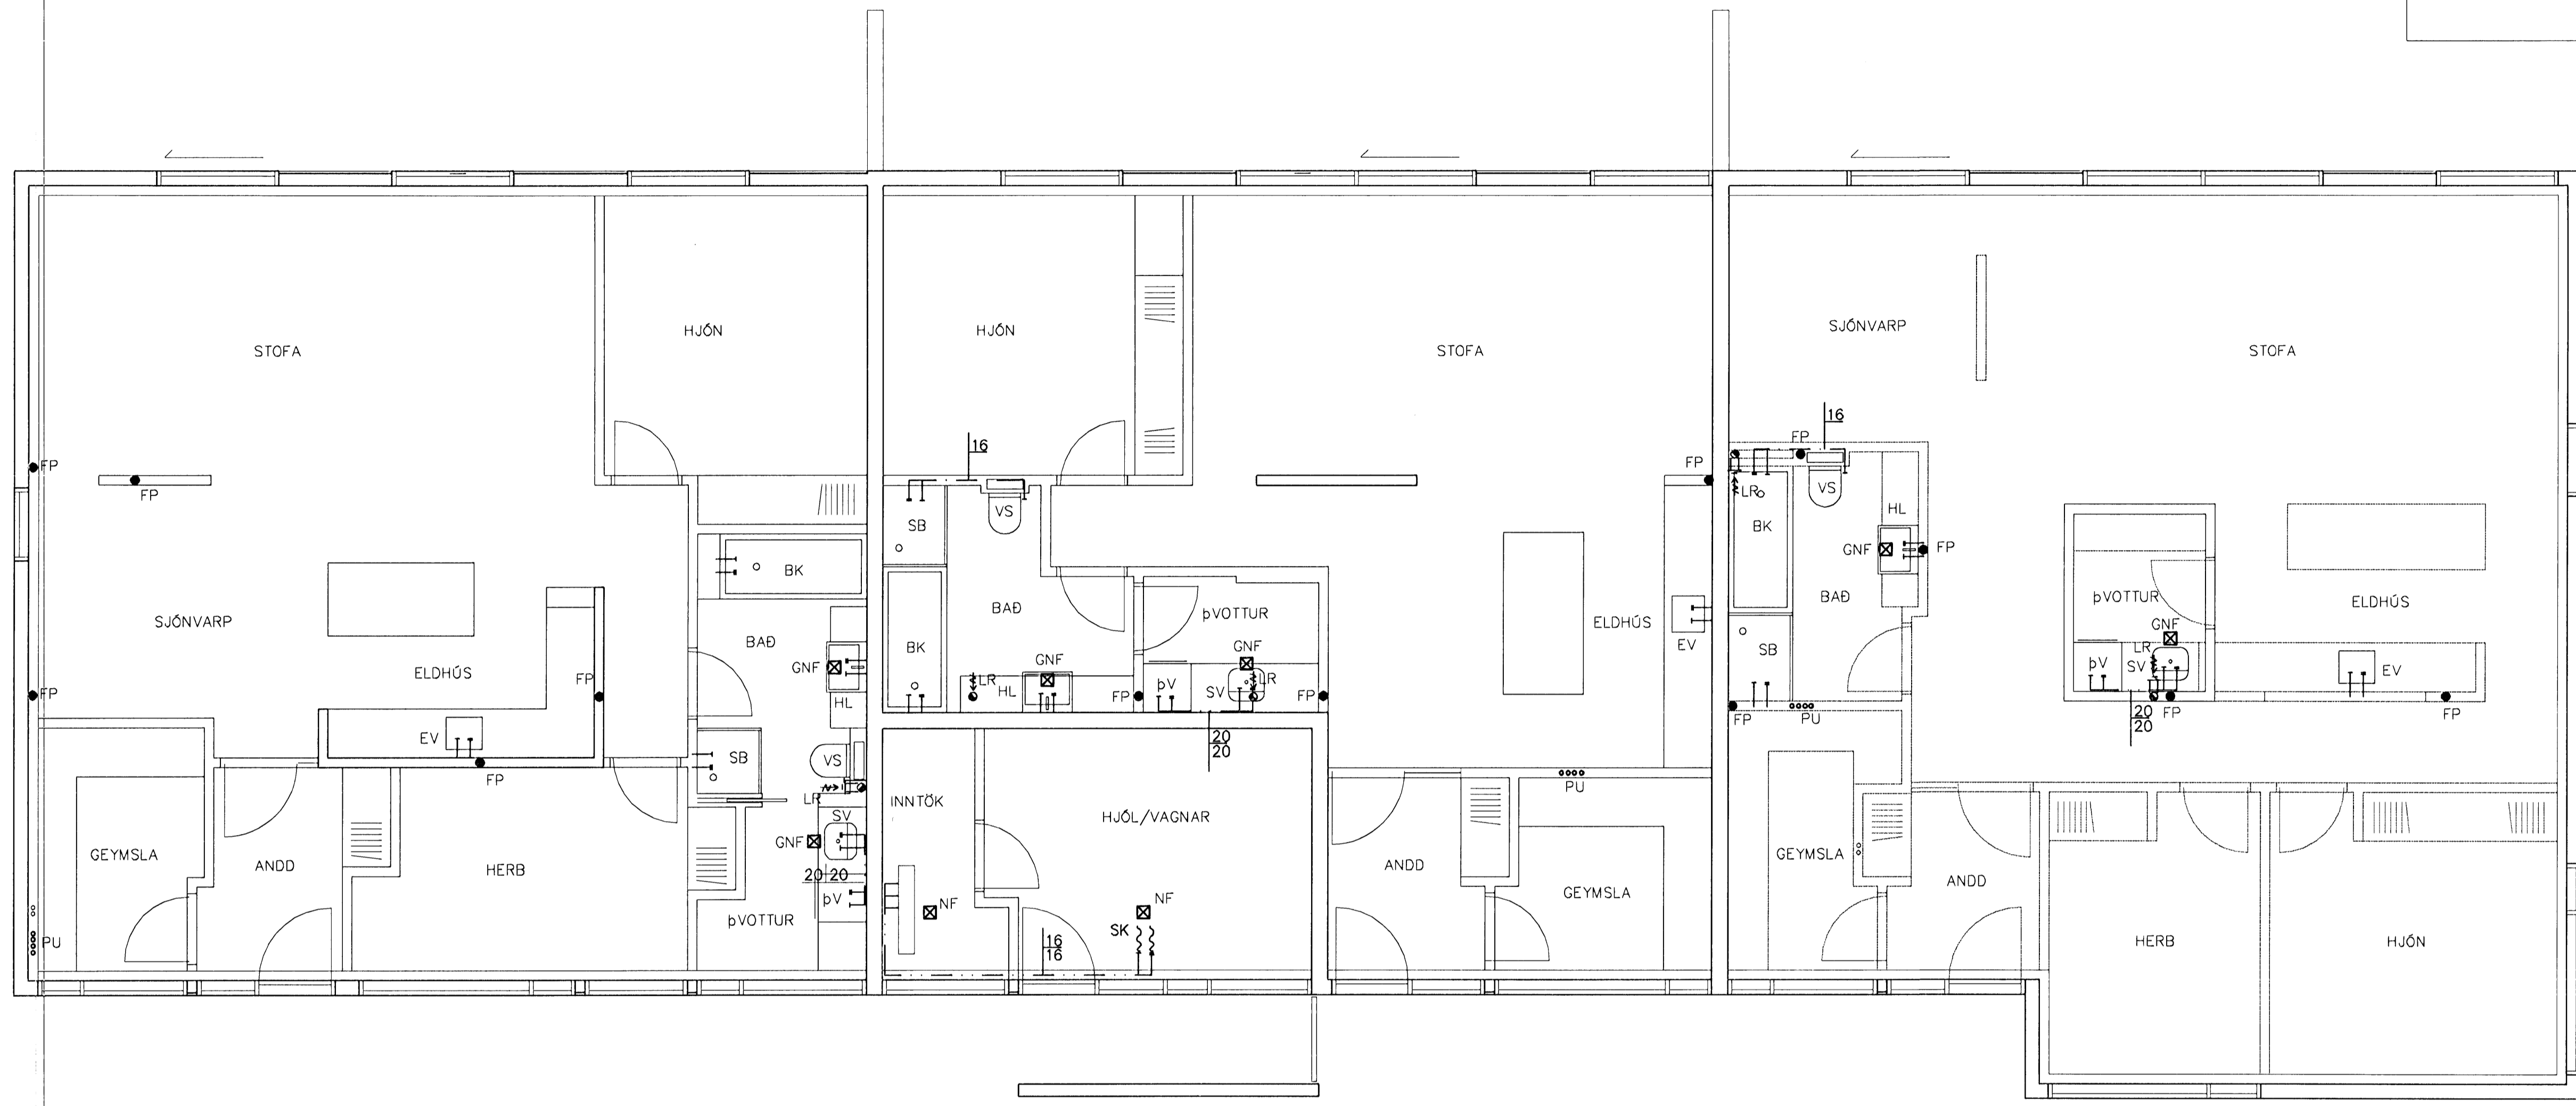 STOFA
HJÓN
FP
FP
BK
SJÓNVARP
BAÐ
GNF
ELDHÚS
FP
FP
HL
EV
SB
VS
FP
LR
SV
GNF
GEYMSLA
ANDD
HERB
20 20
ÞV
ÞVOTTUR
PU
HJÓN
STOFA
16
FP
VS
SB
BAÐ
ÞVOTTUR
ELDHÚS
BK
EV
GNF
GNF
LR
HL
FP
ÞV
SV
LR
FP
20
20
INNTÖK
HJÓL/VAGNAR
PU
ANDD
GEYMSLA
NF
NF
SK
16
16
SJÓNVARP
STOFA
16
FP
LR
VS
HL
BK
GNF
FP
BAÐ
ÞVOTTUR
ELDHÚS
GNF
SB
LR
ÞV
SV
EV
FP
PU
20
20
FP
FP
GEYMSLA
ANDD
HERB
HJÓN